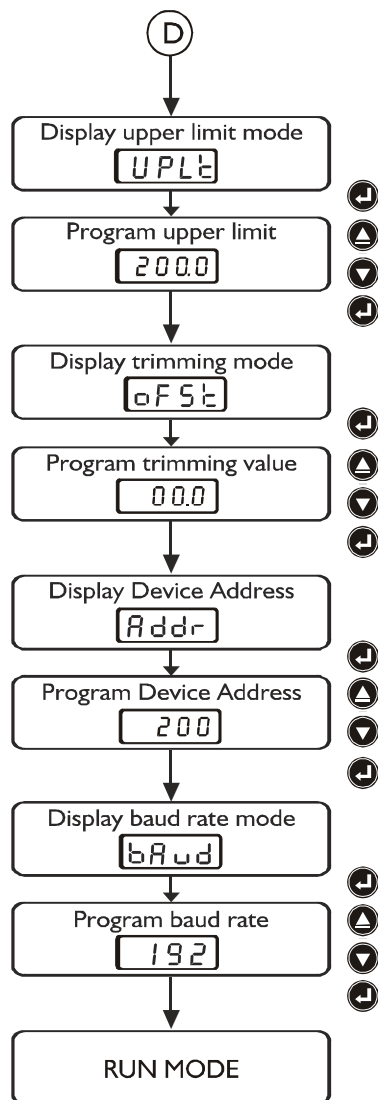 D
Display upper limit mode
UPLt
Program upper limit
200.0
Display trimming mode
oFSt
Program trimming value
00.0
Display Device Address
Addr
Program Device Address
200
Display baud rate mode
bAud
Program baud rate
192
RUN MODE